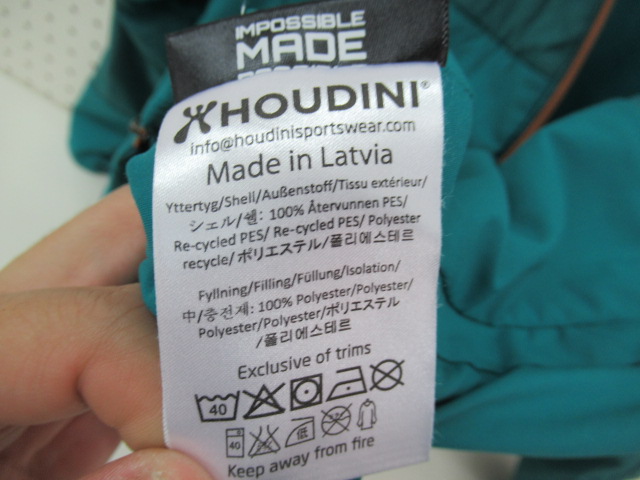 IMPOSSIBLE
MADE
HOUDINI®
info@houdinisportswear.com
Made in Latvia
Yttertyg/Shell/Außenstoff/Tissu extérieur/
シェル/쉘: 100% Återvunnen PES/
Re-cycled PES/ Re-cycled PES/ Polyester
recycle/ポリエステル/폴리에스테르
Fyllning/Filling/Füllung/Isolation/
中/충전제: 100% Polyester/Polyester/
Polyester/Polyester/ポリエステル
/폴리에스테르
Exclusive of trims
40
40 低
Keep away from fire